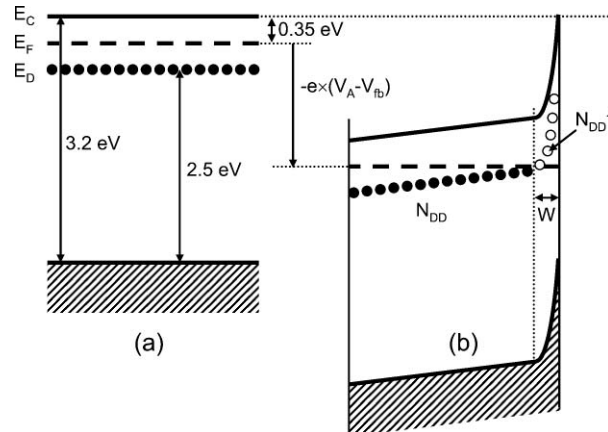 E_C
E_F
E_D
0.35 eV
-e×(V_A-V_fb)
3.2 eV
2.5 eV
N_DD⁺
N_DD
W
(a)
(b)